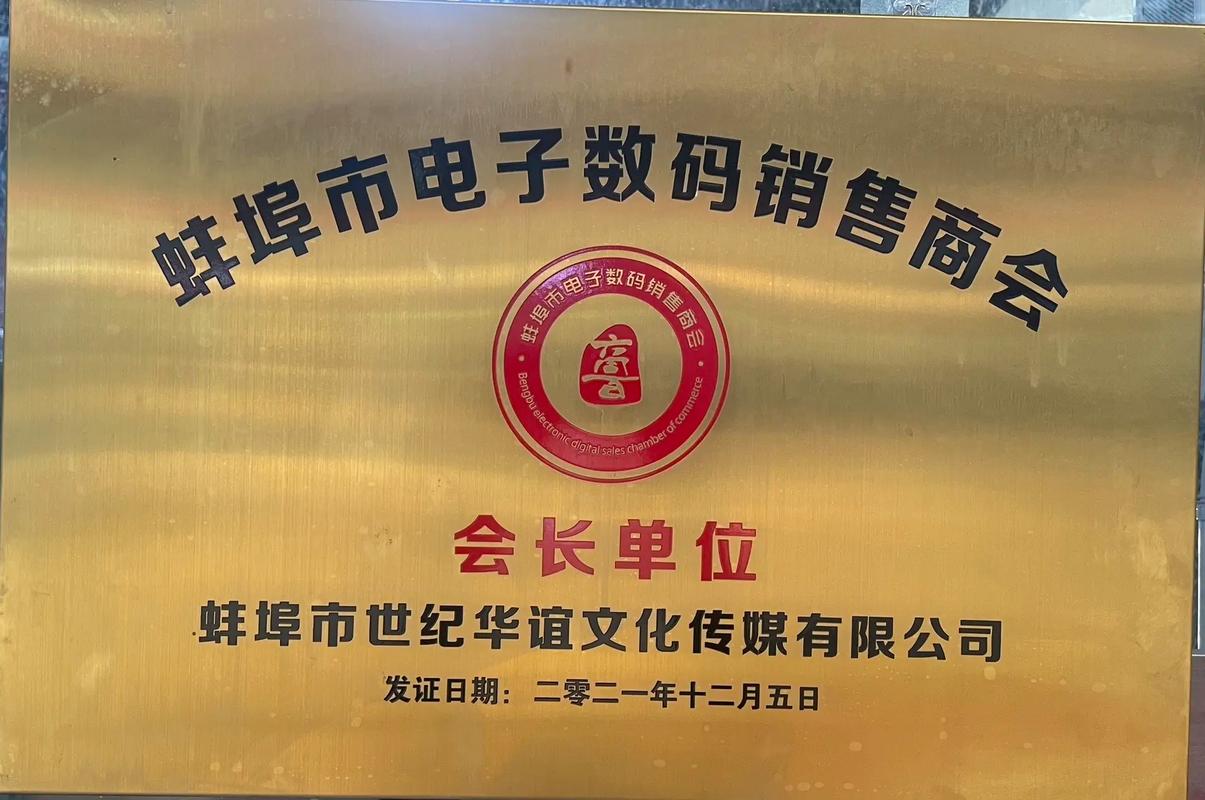 蚌埠市电子数码销售商会
蚌埠市电子数码销售商会
Bengbu electronic digital sales chamber of commerce
会长单位
蚌埠市世纪华谊文化传媒有限公司
发证日期：二零二一年十二月五日